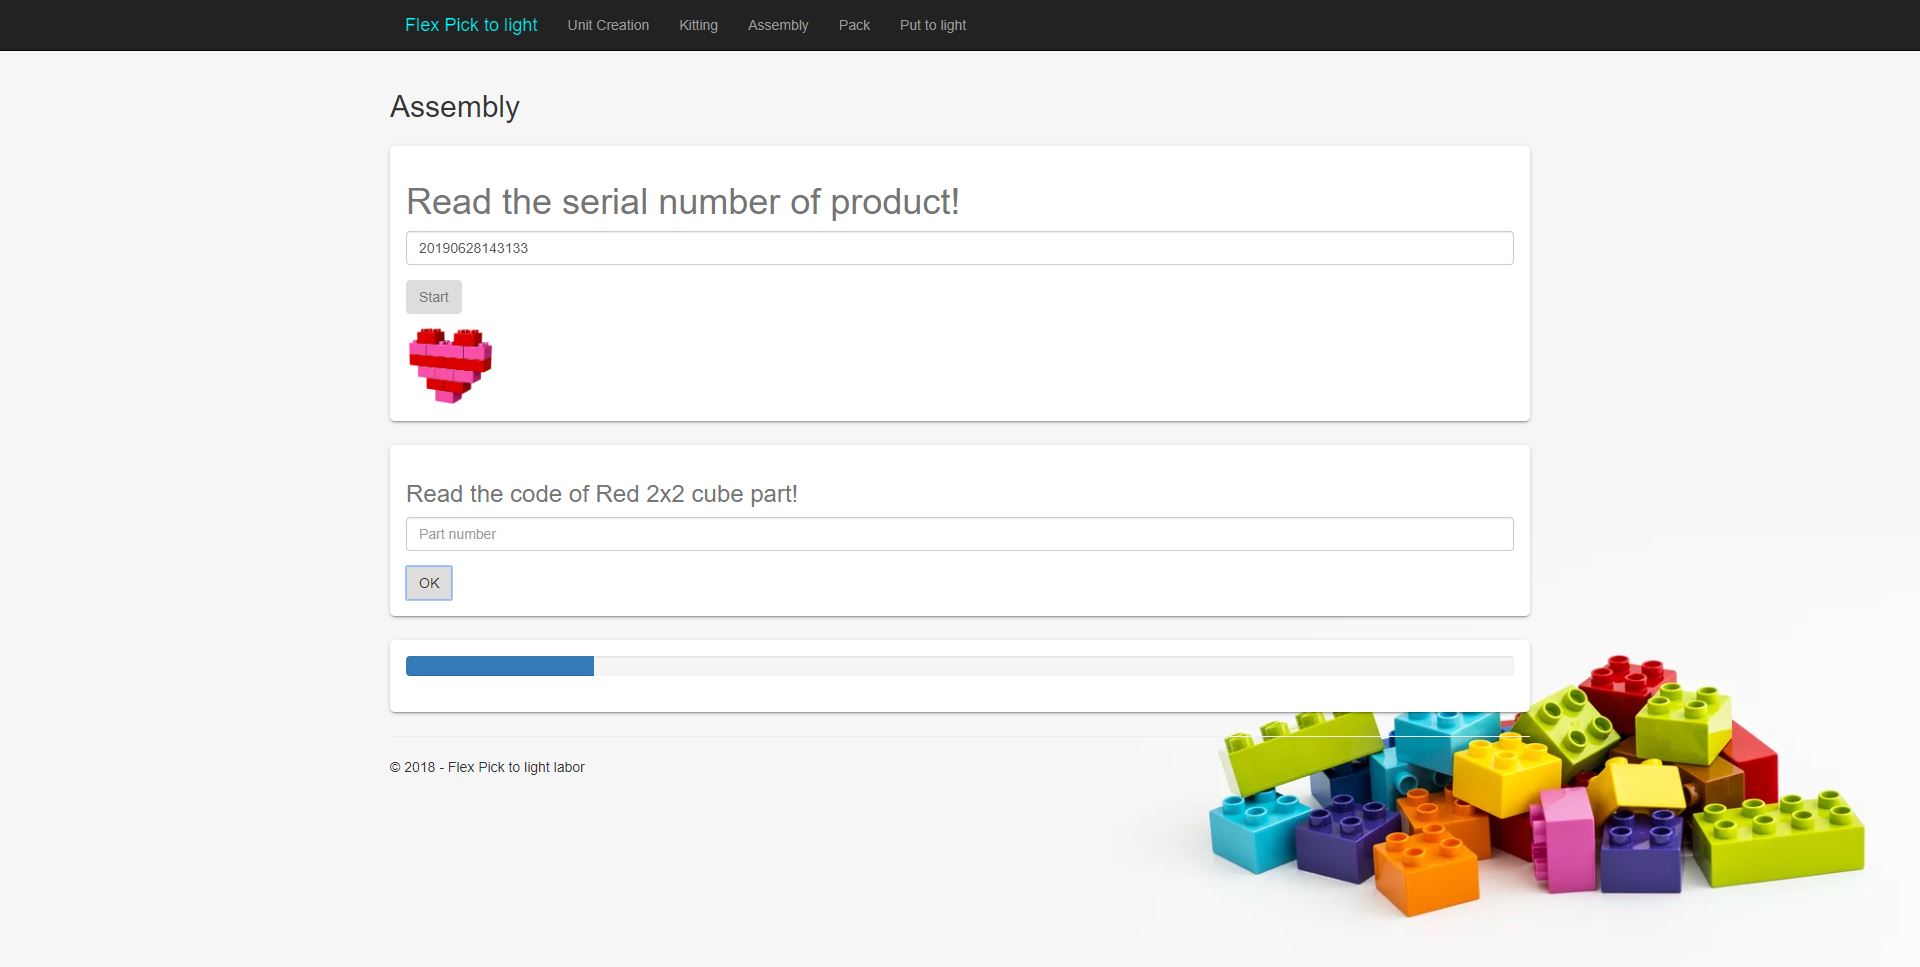 Flex Pick to light Unit Creation Kitting Assembly Pack Put to light
Assembly
Read the serial number of product!
20190628143133
Start
Read the code of Red 2x2 cube part!
Part number
OK
© 2018 - Flex Pick to light labor